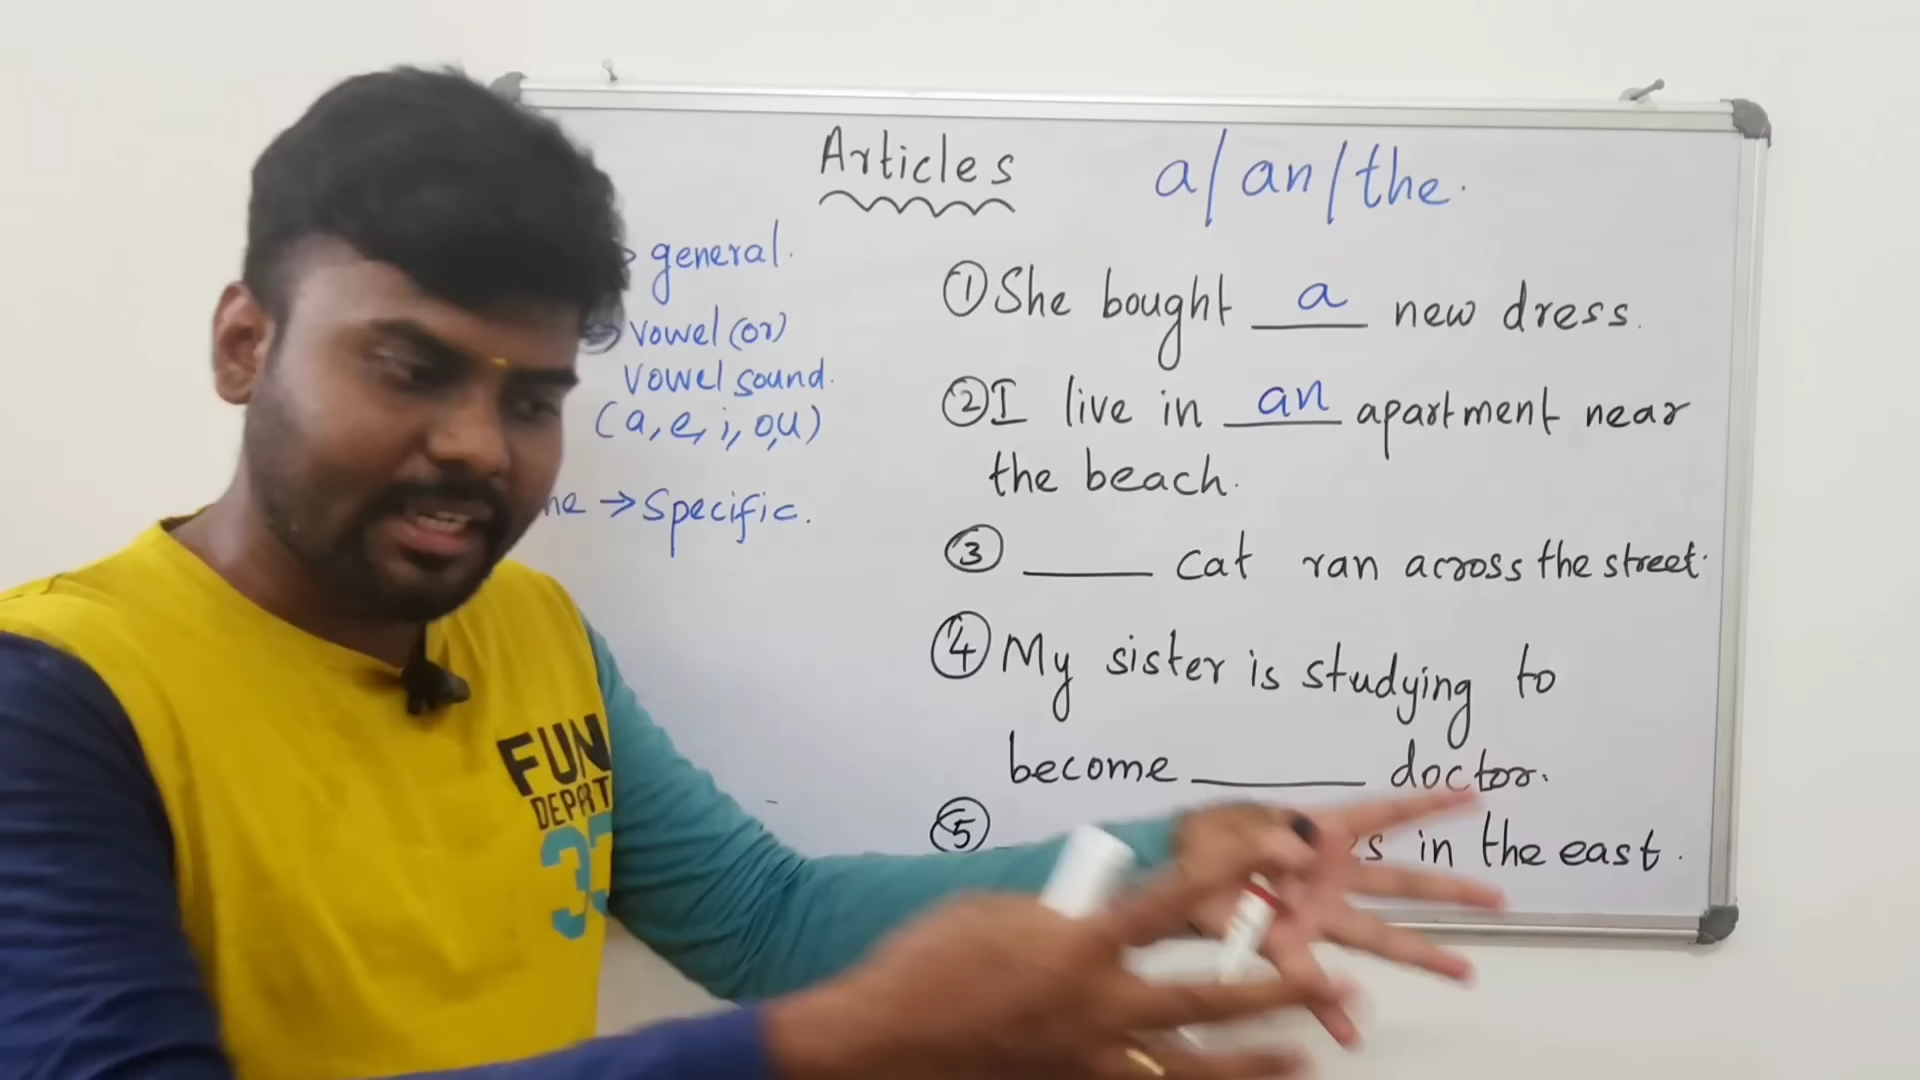 Articles a/an/the.
general.
vowel (or)
vowel sound.
(a, e, i, o, u)
→ Specific.
① She bought a new dress.
② I live in an apartment near
the beach.
③ ____ cat ran across the street.
④ My sister is studying to
become ____ doctor.
⑤ in the east.
FUN
DEPART